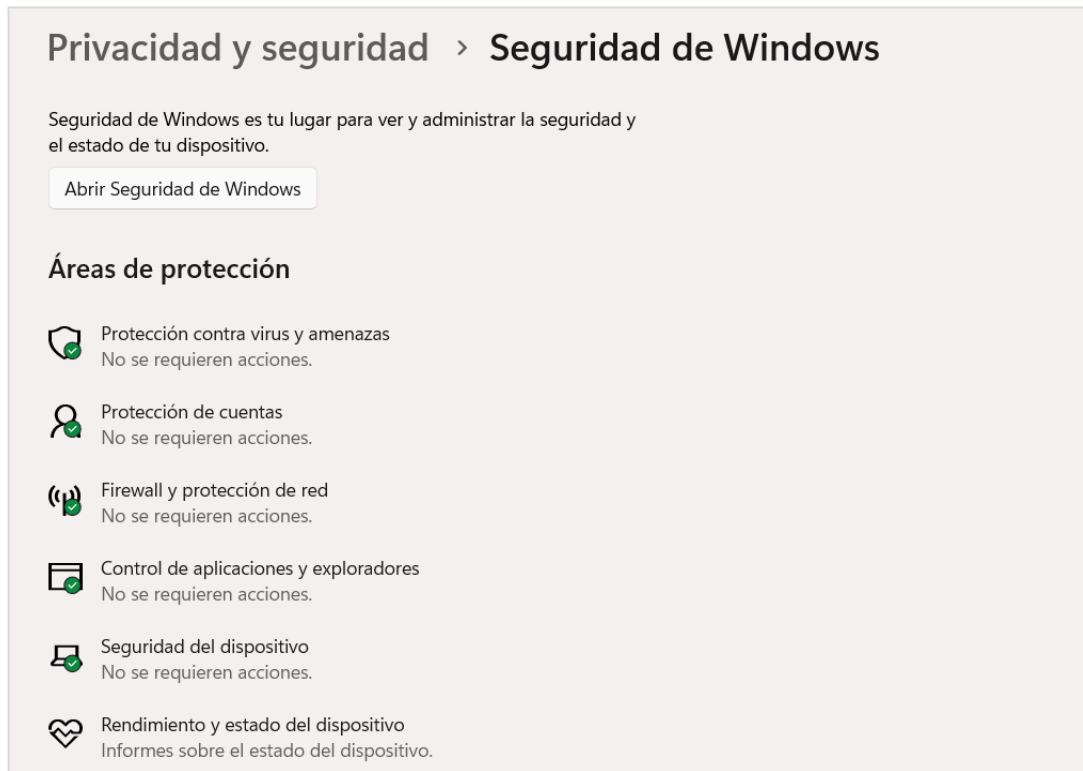 Privacidad y seguridad > Seguridad de Windows
Seguridad de Windows es tu lugar para ver y administrar la seguridad y
el estado de tu dispositivo.
Abrir Seguridad de Windows
Áreas de protección
Protección contra virus y amenazas
No se requieren acciones.
Protección de cuentas
No se requieren acciones.
Firewall y protección de red
No se requieren acciones.
Control de aplicaciones y exploradores
No se requieren acciones.
Seguridad del dispositivo
No se requieren acciones.
Rendimiento y estado del dispositivo
Informes sobre el estado del dispositivo.